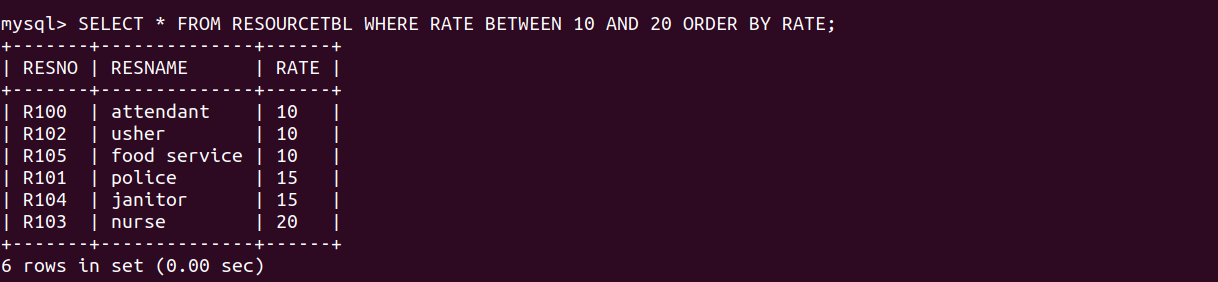 mysql> SELECT * FROM RESOURCETBL WHERE RATE BETWEEN 10 AND 20 ORDER BY RATE;
+-------+--------------+------+
| RESNO | RESNAME      | RATE |
+-------+--------------+------+
| R100  | attendant    | 10   |
| R102  | usher        | 10   |
| R105  | food service | 10   |
| R101  | police       | 15   |
| R104  | janitor      | 15   |
| R103  | nurse        | 20   |
+-------+--------------+------+
6 rows in set (0.00 sec)